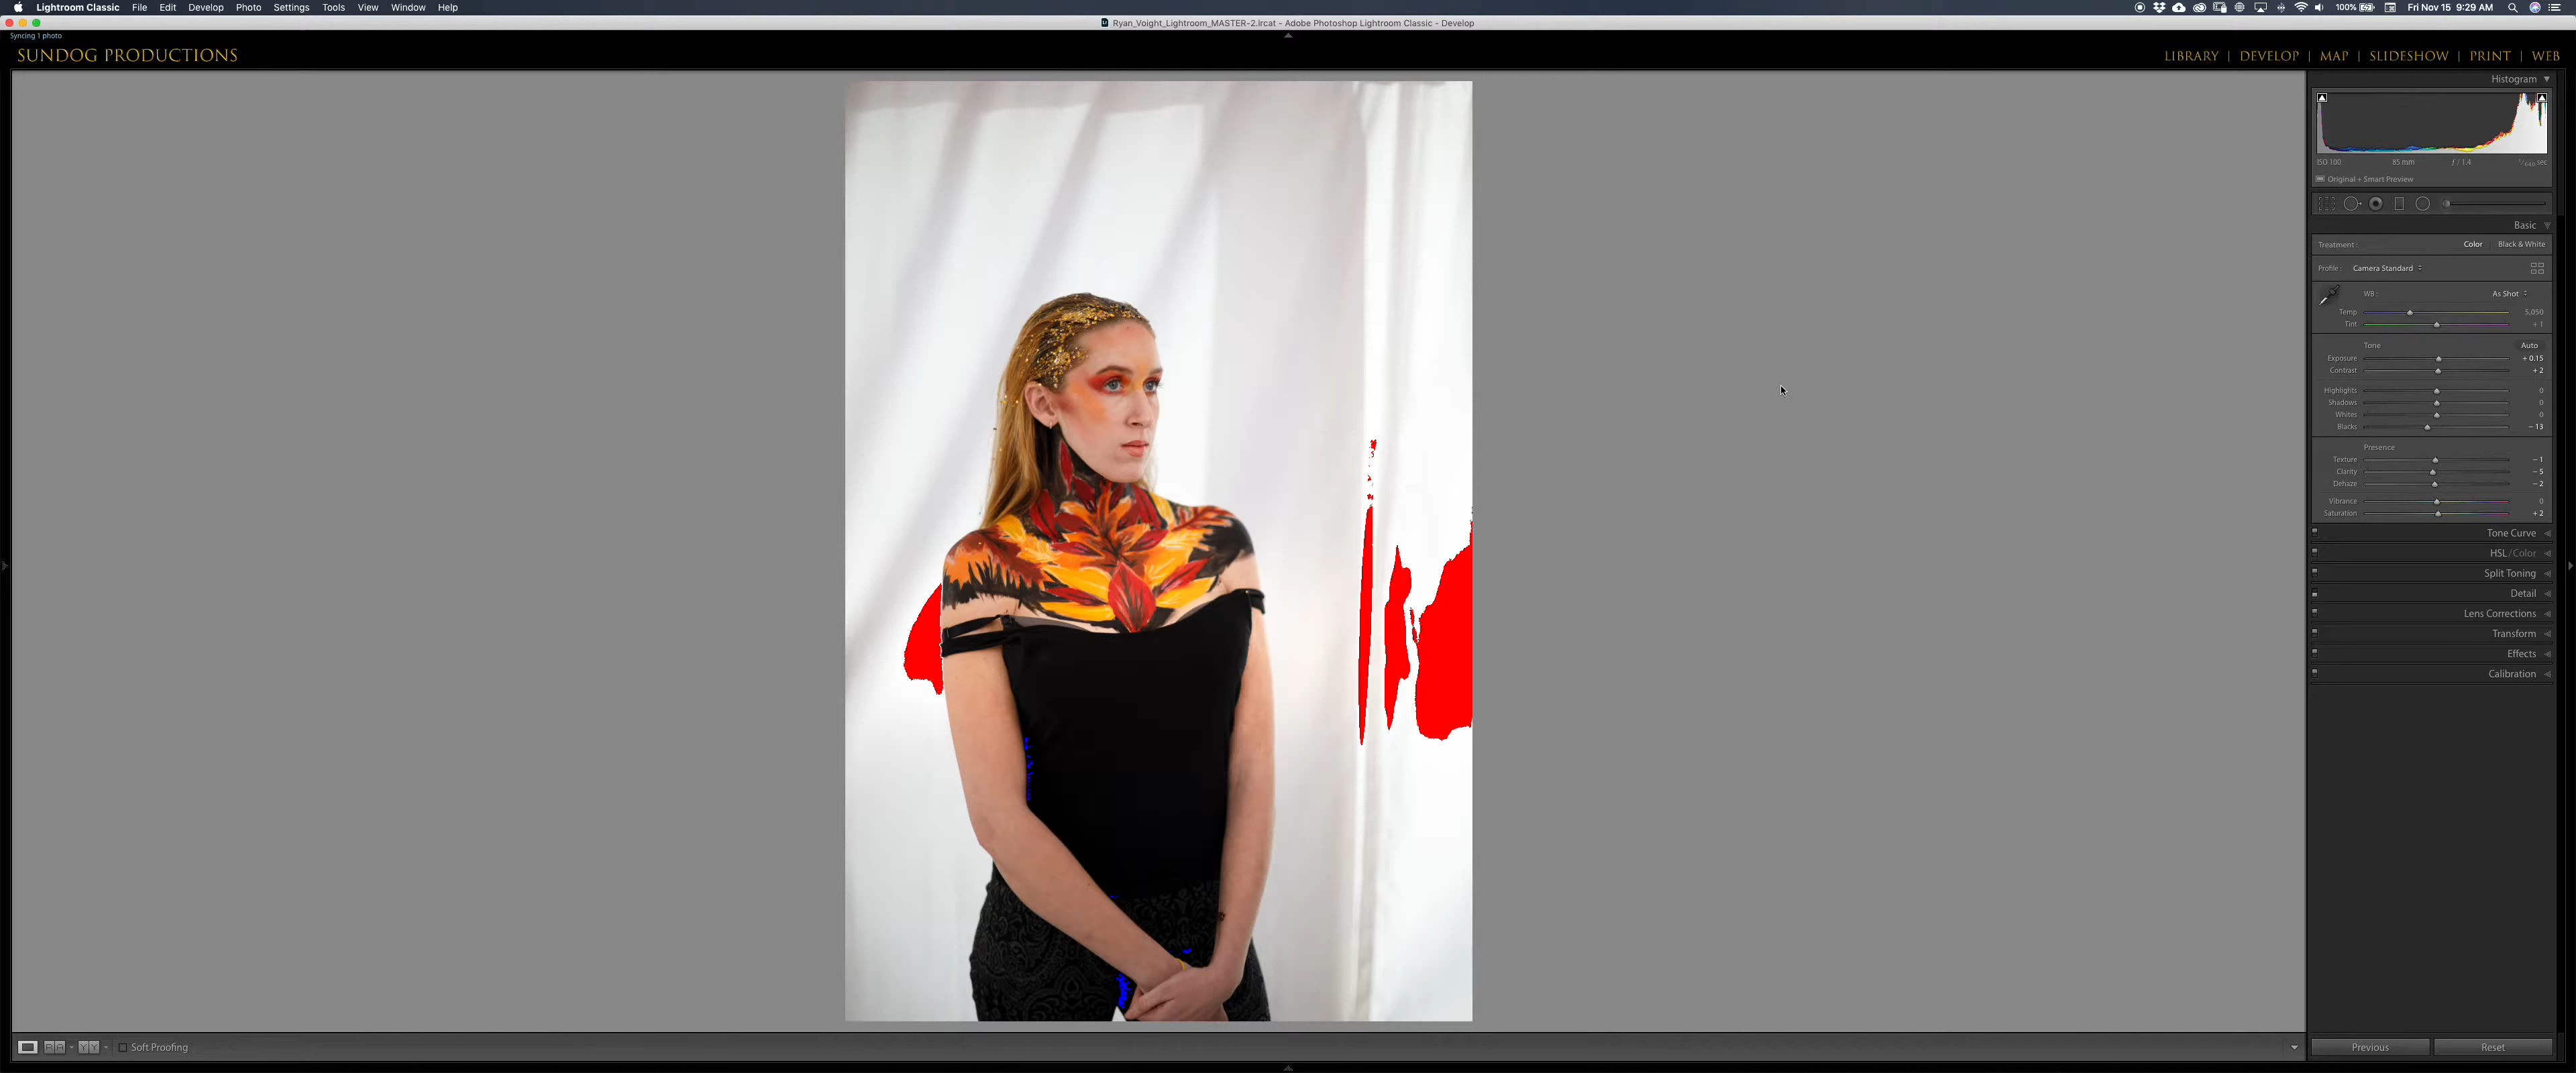 Lightroom Classic File Edit Develop Photo Settings Tools View Window Help 100% Fri Nov 15 9:29 AM
Ryan_Voight_Lightroom_MASTER-2.lrcat - Adobe Photoshop Lightroom Classic - Develop
Syncing 1 photo
SUNDOG PRODUCTIONS LIBRARY | DEVELOP | MAP | SLIDESHOW | PRINT | WEB
Histogram
ISO 100 85 mm ƒ / 1.4 1/640 sec
Original + Smart Preview
Basic
Treatment : Color Black & White
Profile : Camera Standard
WB : As Shot
Temp 5,050
Tint + 1
Tone Auto
Exposure + 0.15
Contrast + 2
Highlights 0
Shadows 0
Whites 0
Blacks − 13
Presence
Texture − 1
Clarity − 5
Dehaze − 2
Vibrance 0
Saturation + 2
Tone Curve
HSL / Color
Split Toning
Detail
Lens Corrections
Transform
Effects
Calibration
R A Y Y Soft Proofing Previous Reset